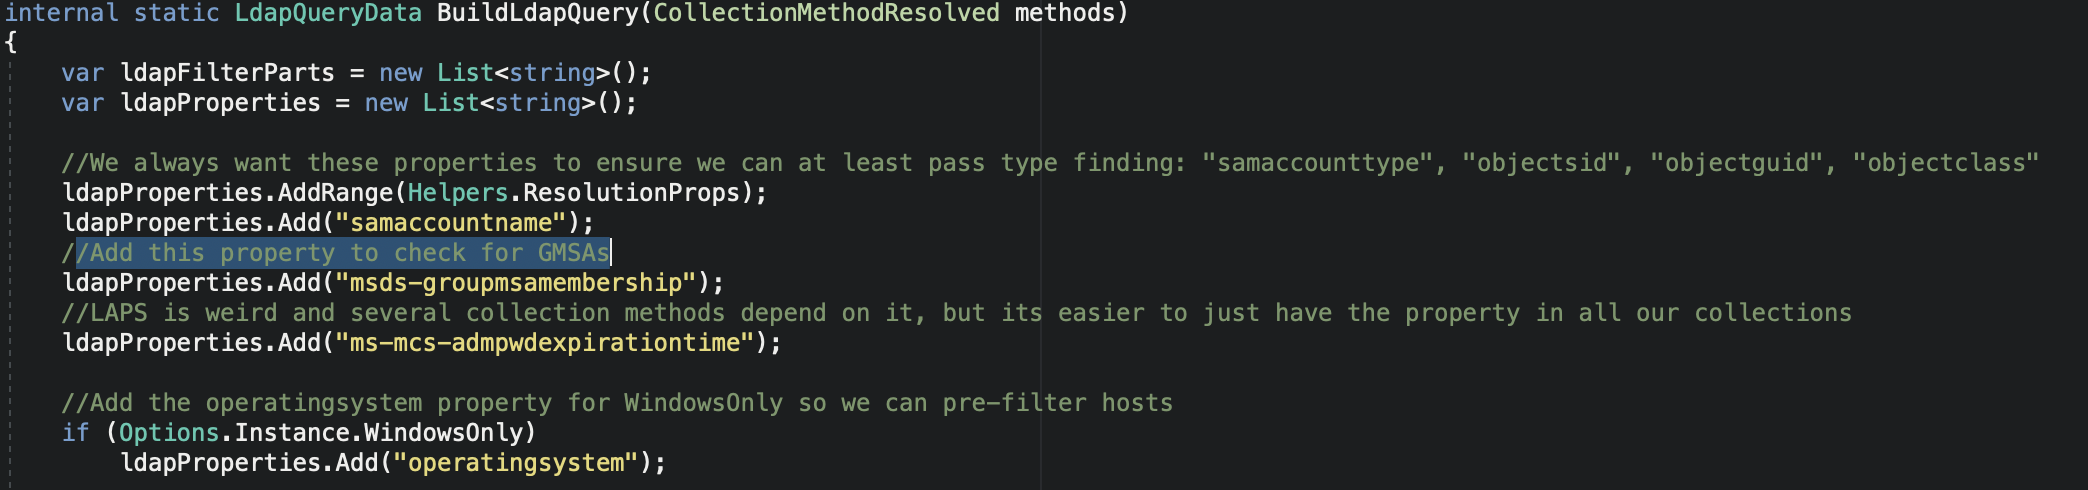 internal static LdapQueryData BuildLdapQuery(CollectionMethodResolved methods)
{
var ldapFilterParts = new List<string>();
var ldapProperties = new List<string>();
//We always want these properties to ensure we can at least pass type finding: "samaccounttype", "objectsid", "objectguid", "objectclass"
ldapProperties.AddRange(Helpers.ResolutionProps);
ldapProperties.Add("samaccountname");
//Add this property to check for GMSAs
ldapProperties.Add("msds-groupmsamembership");
//LAPS is weird and several collection methods depend on it, but its easier to just have the property in all our collections
ldapProperties.Add("ms-mcs-admpwdexpirationtime");
//Add the operatingsystem property for WindowsOnly so we can pre-filter hosts
if (Options.Instance.WindowsOnly)
ldapProperties.Add("operatingsystem");